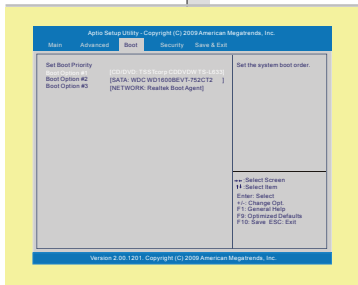 Aptio Setup Utility - Copyright (C) 2009 American Megatrends, Inc.
Main Advanced Boot Security Save & Exit
Set Boot Priority
Boot Option #1
Boot Option #2 [SATA: WDC WD1600BEVT-752CT2 ]
Boot Option #3 [NETWORK: Realtek Boot Agent]
Set the system boot order.
→←:Select Screen
↑↓:Select Item
Enter: Select
+/-: Change Opt.
F1: General Help
F9: Optimized Defaults
F10: Save ESC: Exit
Version 2.00.1201. Copyright (C) 2009 American Megatrends, Inc.